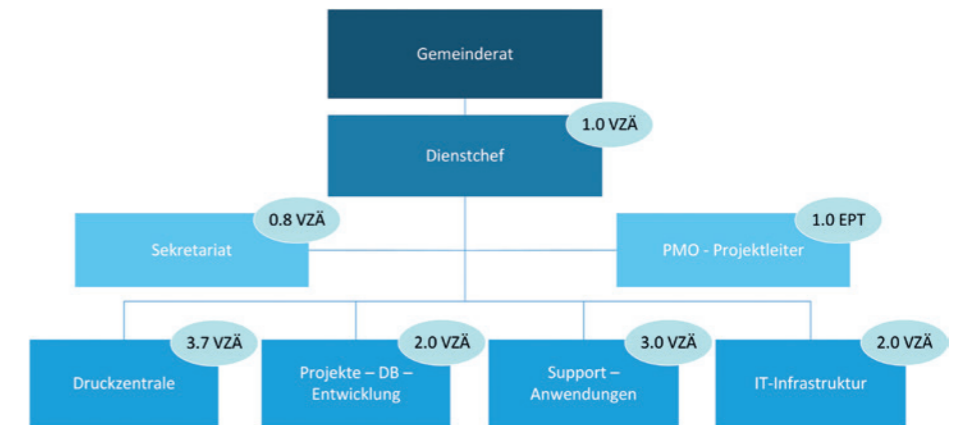 Gemeinderat
1.0 VZÄ
Dienstchef
0.8 VZÄ
Sekretariat
1.0 EPT
PMO - Projektleiter
3.7 VZÄ
Druckzentrale
2.0 VZÄ
Projekte – DB –
Entwicklung
3.0 VZÄ
Support –
Anwendungen
2.0 VZÄ
IT-Infrastruktur